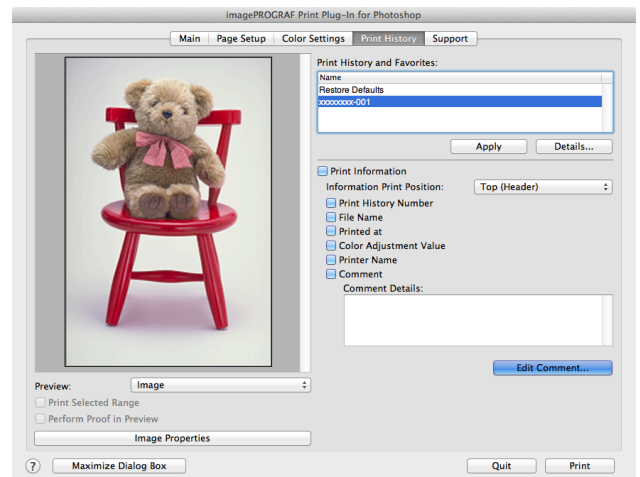 imagePROGRAF Print Plug-In for Photoshop
Main Page Setup Color Settings Print History Support
Print History and Favorites:
Name
Restore Defaults
xxxxxxxx-001
Apply Details...
Print Information
Information Print Position: Top (Header)
Print History Number
File Name
Printed at
Color Adjustment Value
Printer Name
Comment
Comment Details:
Edit Comment...
Preview: Image
Print Selected Range
Perform Proof in Preview
Image Properties
? Maximize Dialog Box Quit Print